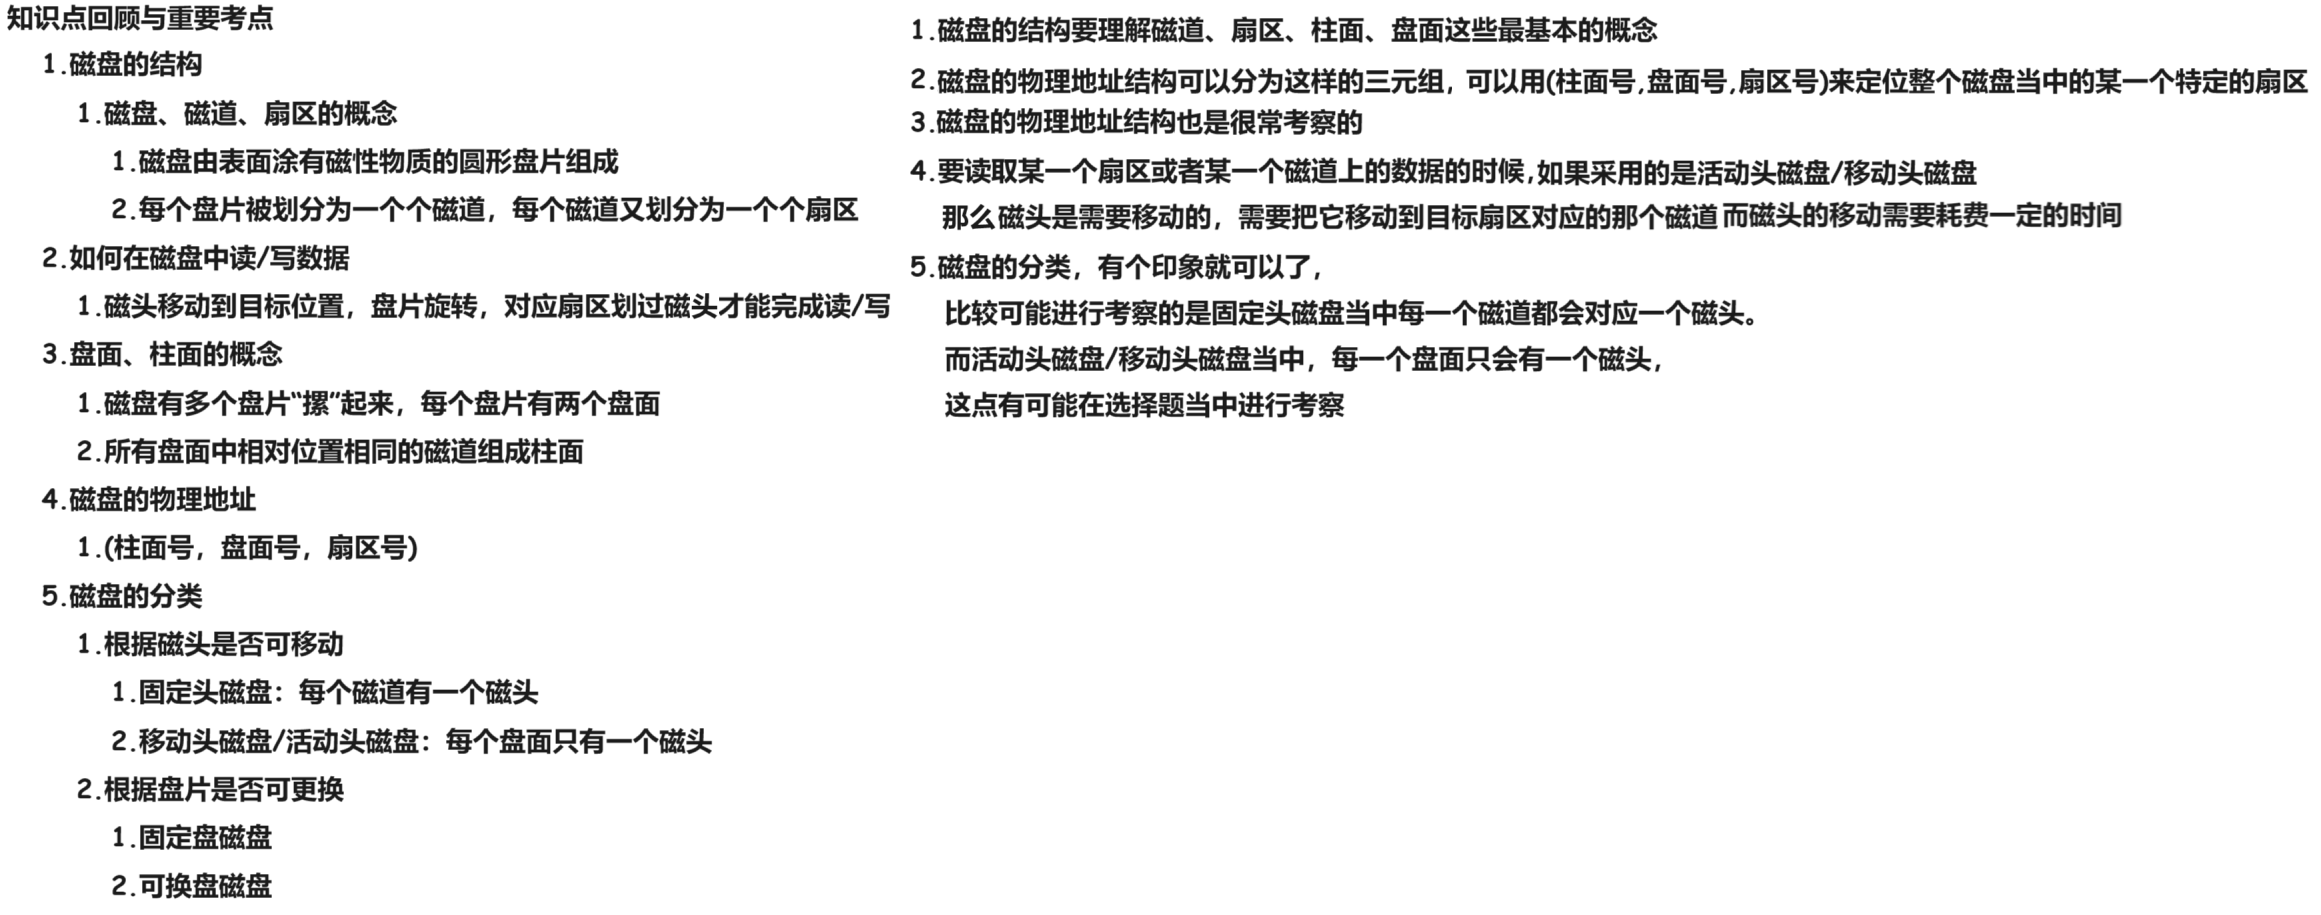 知识点回顾与重要考点
1.磁盘的结构
1.磁盘、磁道、扇区的概念
1.磁盘由表面涂有磁性物质的圆形盘片组成
2.每个盘片被划分为一个个磁道，每个磁道又划分为一个个扇区
2.如何在磁盘中读/写数据
1.磁头移动到目标位置，盘片旋转，对应扇区划过磁头才能完成读/写
3.盘面、柱面的概念
1.磁盘有多个盘片“摞”起来，每个盘片有两个盘面
2.所有盘面中相对位置相同的磁道组成柱面
4.磁盘的物理地址
1.(柱面号，盘面号，扇区号)
5.磁盘的分类
1.根据磁头是否可移动
1.固定头磁盘：每个磁道有一个磁头
2.移动头磁盘/活动头磁盘：每个盘面只有一个磁头
2.根据盘片是否可更换
1.固定盘磁盘
2.可换盘磁盘
1.磁盘的结构要理解磁道、扇区、柱面、盘面这些最基本的概念
2.磁盘的物理地址结构可以分为这样的三元组，可以用(柱面号,盘面号,扇区号)来定位整个磁盘当中的某一个特定的扇区
3.磁盘的物理地址结构也是很常考察的
4.要读取某一个扇区或者某一个磁道上的数据的时候,如果采用的是活动头磁盘/移动头磁盘
那么磁头是需要移动的，需要把它移动到目标扇区对应的那个磁道 而磁头的移动需要耗费一定的时间
5.磁盘的分类，有个印象就可以了，
比较可能进行考察的是固定头磁盘当中每一个磁道都会对应一个磁头。
而活动头磁盘/移动头磁盘当中，每一个盘面只会有一个磁头，
这点有可能在选择题当中进行考察